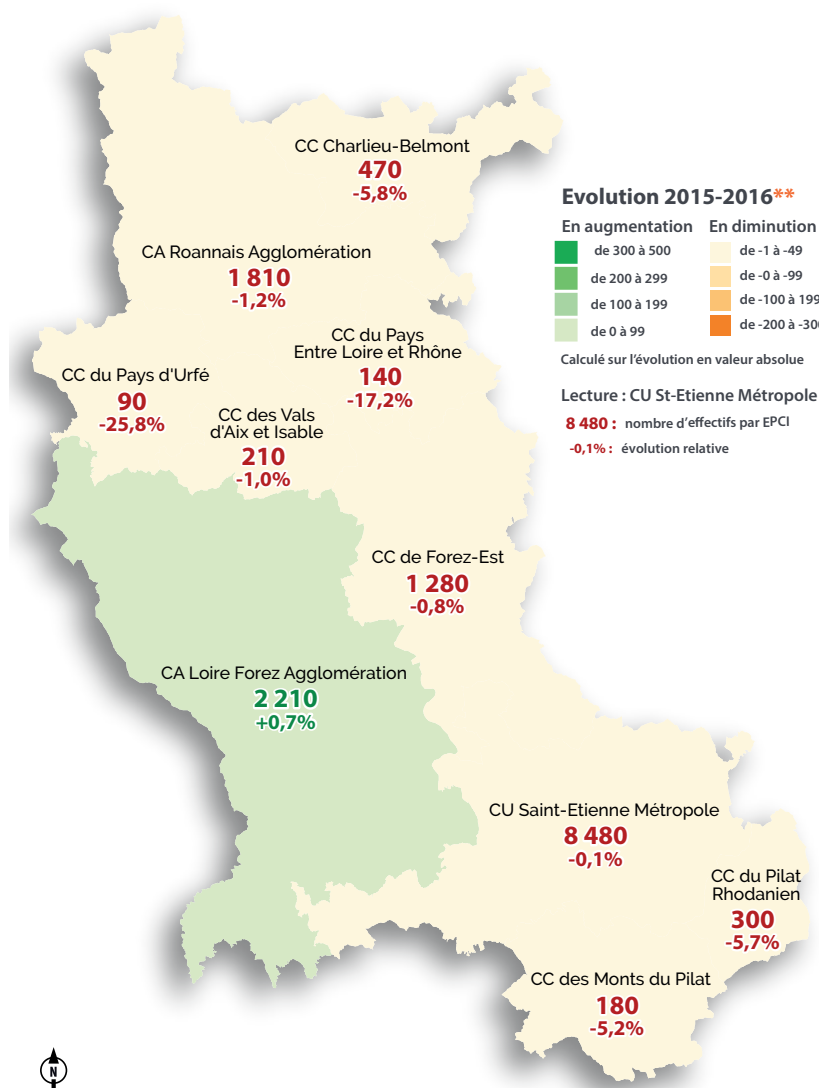 CC Charlieu-Belmont
470
-5,8%
CA Roannais Agglomération
1 810
-1,2%
CC du Pays
Entre Loire et Rhône
140
-17,2%
CC du Pays d'Urfé
90
-25,8%
CC des Vals
d'Aix et Isable
210
-1,0%
CC de Forez-Est
1 280
-0,8%
CA Loire Forez Agglomération
2 210
+0,7%
CU Saint-Etienne Métropole
8 480
-0,1%
CC du Pilat
Rhodanien
300
-5,7%
CC des Monts du Pilat
180
-5,2%
Evolution 2015-2016**
En augmentation
de 300 à 500
de 200 à 299
de 100 à 199
de 0 à 99
En diminution
de -1 à -49
de -0 à -99
de -100 à 199
de -200 à -300
Calculé sur l'évolution en valeur absolue
Lecture : CU St-Etienne Métropole
8 480 : nombre d'effectifs par EPCI
-0,1% : évolution relative
N